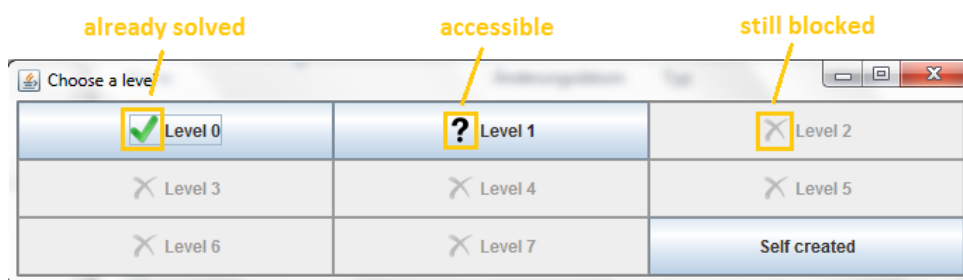 already solved
accessible
still blocked
Choose a level
Level 0
Level 1
Level 2
Level 3
Level 4
Level 5
Level 6
Level 7
Self created